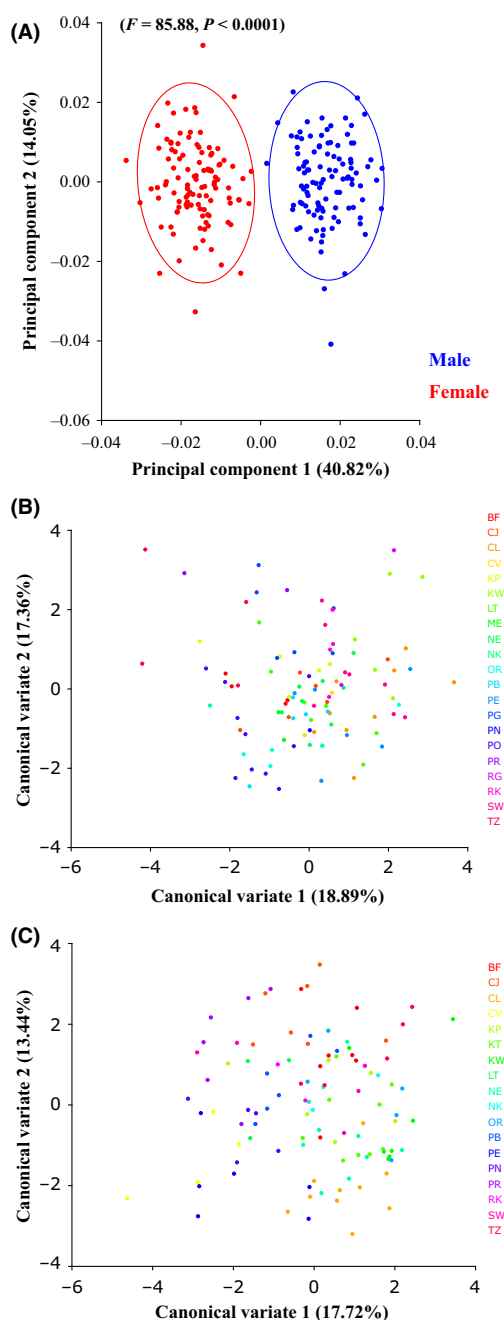 (A)
(F = 85.88, P < 0.0001)
0.04
0.02
0.00
–0.02
–0.04
–0.06
Principal component 2 (14.05%)
Male
Female
–0.04
–0.02
0.00
0.02
0.04
Principal component 1 (40.82%)
(B)
4
2
0
−2
−4
Canonical variate 2 (17.36%)
−6
−4
−2
0
2
4
Canonical variate 1 (18.89%)
BF
CJ
CL
CV
KP
KW
LT
ME
NE
NK
OR
PB
PE
PG
PN
PO
PR
RG
RK
SW
TZ
(C)
4
2
0
−2
−4
Canonical variate 2 (13.44%)
−6
−4
−2
0
2
4
Canonical variate 1 (17.72%)
BF
CJ
CL
CV
KP
KT
KW
LT
NE
NK
OR
PB
PE
PN
PR
RK
SW
TZ